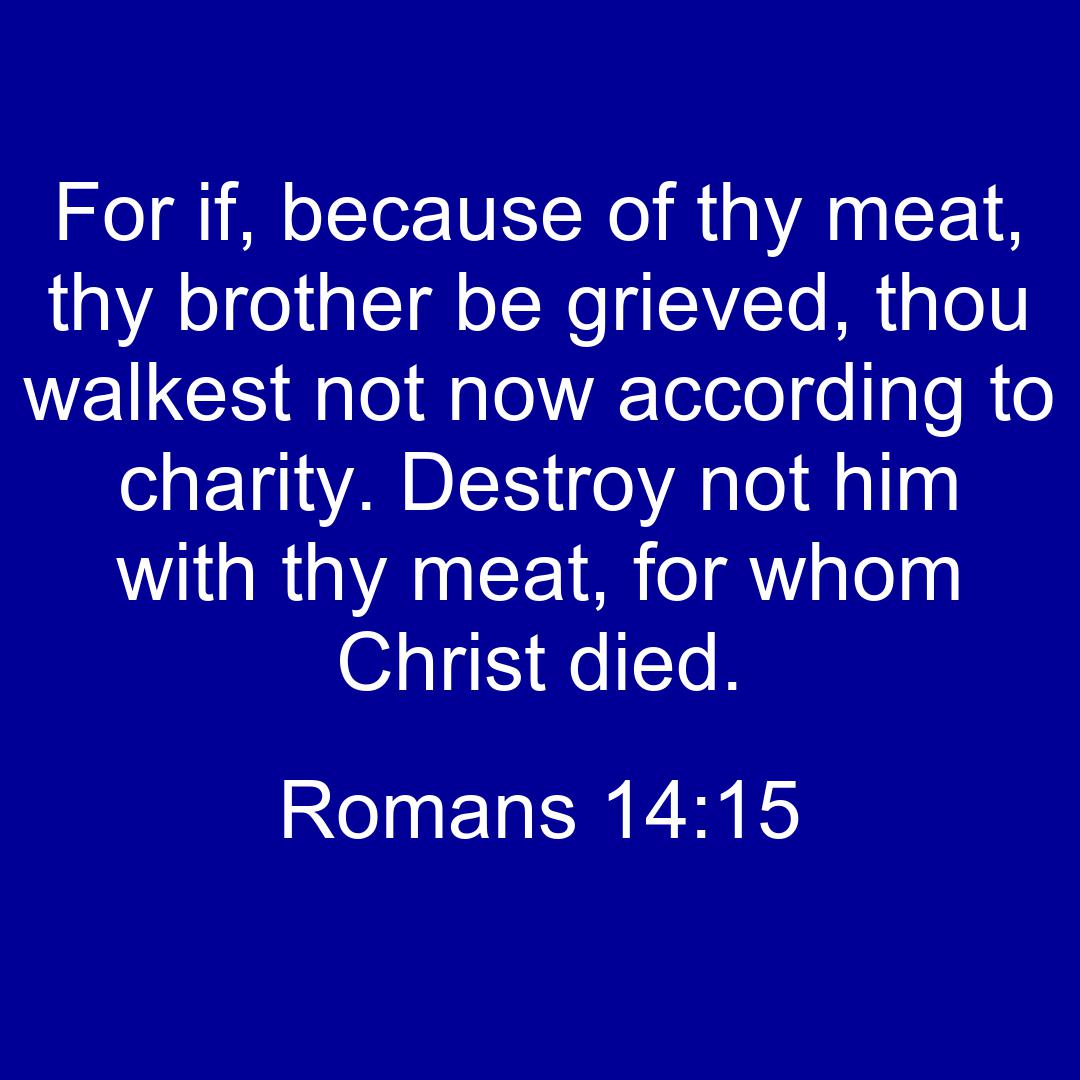 For if, because of thy meat,
thy brother be grieved, thou
walkest not now according to
charity. Destroy not him
with thy meat, for whom
Christ died.
Romans 14:15